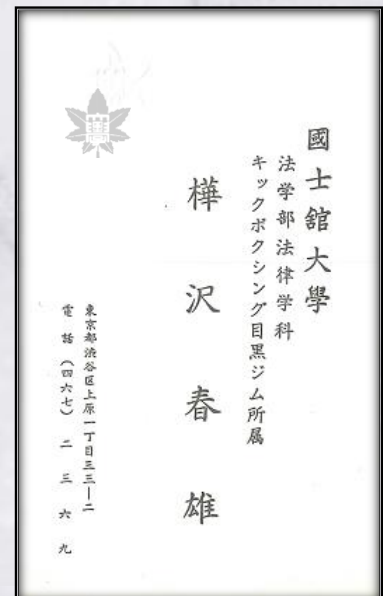 國士舘大學
法学部法律学科
キックボクシング目黒ジム所属
樺沢春雄
東京都渋谷区上原一丁目三三―二
電話(四六七)二三六九